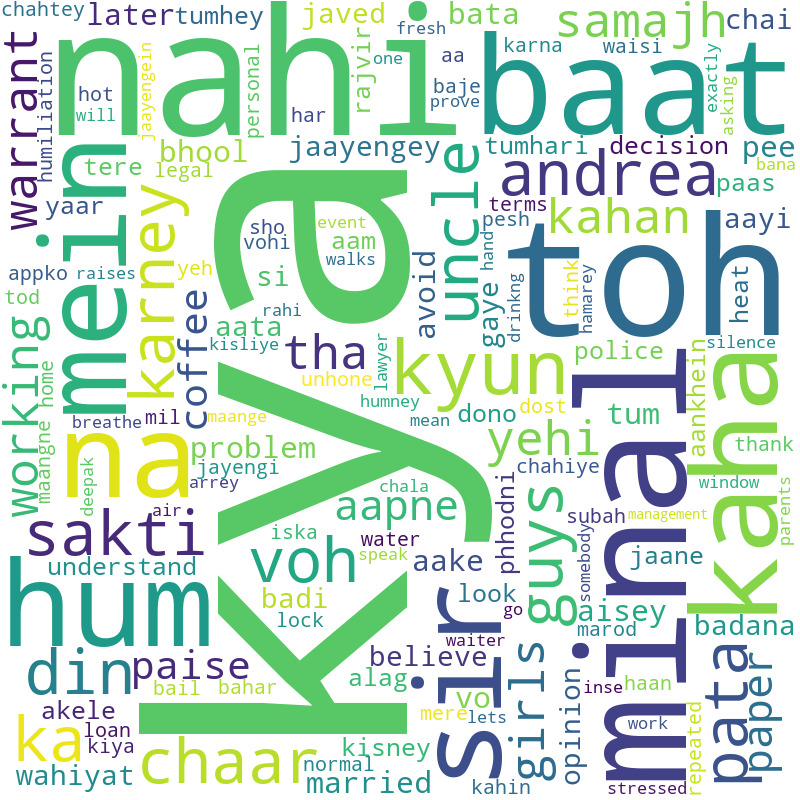 chahtey later tumhey nahi javed fresh bata samajh chai
hot will humiliation jaayengein personal har rajvir one aa karna baje prove waisi exactly asking
warrant tere bhool legal jaayengey baat tumhari decision pee bana
yaar mein karney sho vohi event aam walks uncle andrea terms pesh kahan paas aayi
appko raises yeh si aata rahi avoid gaye hand drinkng toh think hamarey heat
tod working coffee kisliye tha unhone lawyer kyun police aankhein silence
maangne home breathe mil na maange humney mean dono dost tum kaha thank
deepak problem jayengi arrey kya chala aapne yehi chahiye window parents
sakti air iska water speak voh phhodni guys subah management
hum understand badi lock aake look go aisey somebody jaane minal
din paise bail bahar believe sir waiter marod badana
akele alag vo girls opinion haan pata paper
ka loan kiya chaar kisney mere lets inse work repeated
wahiyat normal married kahin stressed